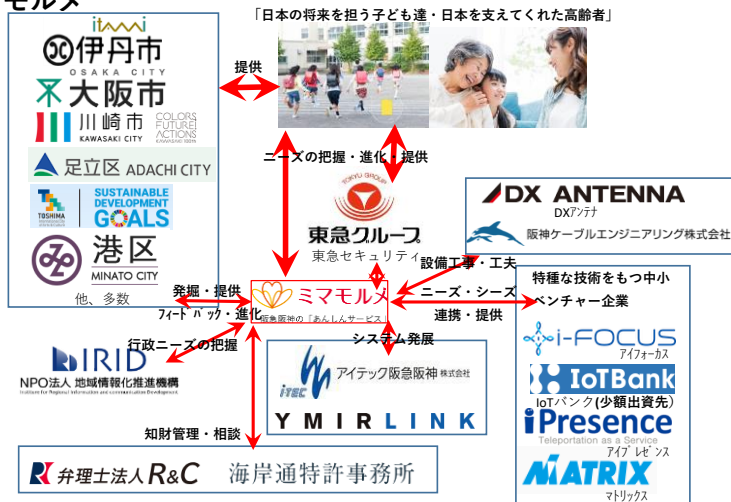 モルメ
「日本の将来を担う子ども達・日本を支えてくれた高齢者」
itami
伊丹市
OSAKA CITY
大阪市
川崎市
KAWASAKI CITY
COLORS
FUTURE!
ACTIONS
足立区 ADACHI CITY
TOSHIMA
SUSTAINABLE
DEVELOPMENT
GOALS
港区
MINATO CITY
他、多数
提供
ニーズの把握・進化・提供
TOKYU GROUP
東急グループ
東急セキュリティ
DX ANTENNA
DXアンテナ
阪神ケーブルエンジニアリング株式会社
設備工事・工夫
発掘・提供
フィードバック・進化
ミマモルメ
阪急阪神の「あんしんサービス」
ニーズ・シーズ
連携・提供
特種な技術をもつ中小
ベンチャー企業
i-FOCUS
アイフォーカス
IoTBank
IoTバンク(少額出資先)
iPresence
Teleportation as a Service
アイプレゼンス
MATRIX
マトリックス
行政ニーズの把握
IRID
NPO法人 地域情報化推進機構
Institute for Regional Information and communication Development
システム発展
iTEC
アイテック阪急阪神 株式会社
YMIRLINK
知財管理・相談
弁理士法人R&C
海岸通特許事務所